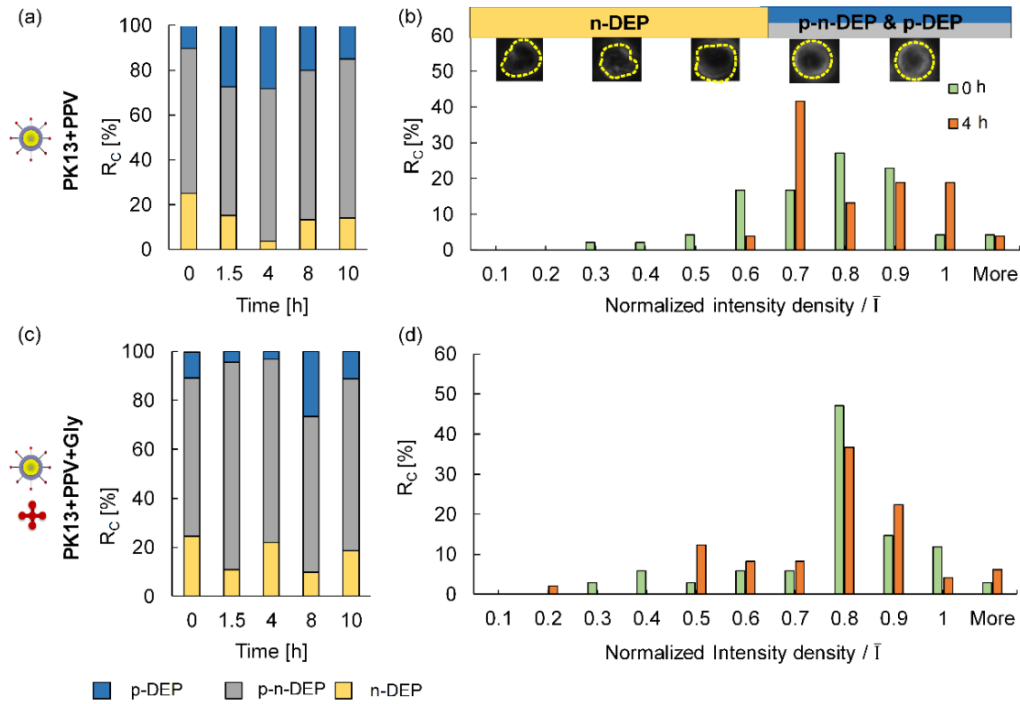 (a)
PK13+PPV
R_C [%]
100
80
60
40
20
0
0 1.5 4 8 10
Time [h]
(b)
n-DEP p-n-DEP & p-DEP
0 h
4 h
R_C [%]
60
50
40
30
20
10
0
0.1 0.2 0.3 0.4 0.5 0.6 0.7 0.8 0.9 1 More
Normalized intensity density / Ī
(c)
PK13+PPV+Gly
R_C [%]
100
80
60
40
20
0
0 1.5 4 8 10
Time [h]
(d)
R_C [%]
60
50
40
30
20
10
0
0.1 0.2 0.3 0.4 0.5 0.6 0.7 0.8 0.9 1 More
Normalized Intensity density / Ī
p-DEP p-n-DEP n-DEP